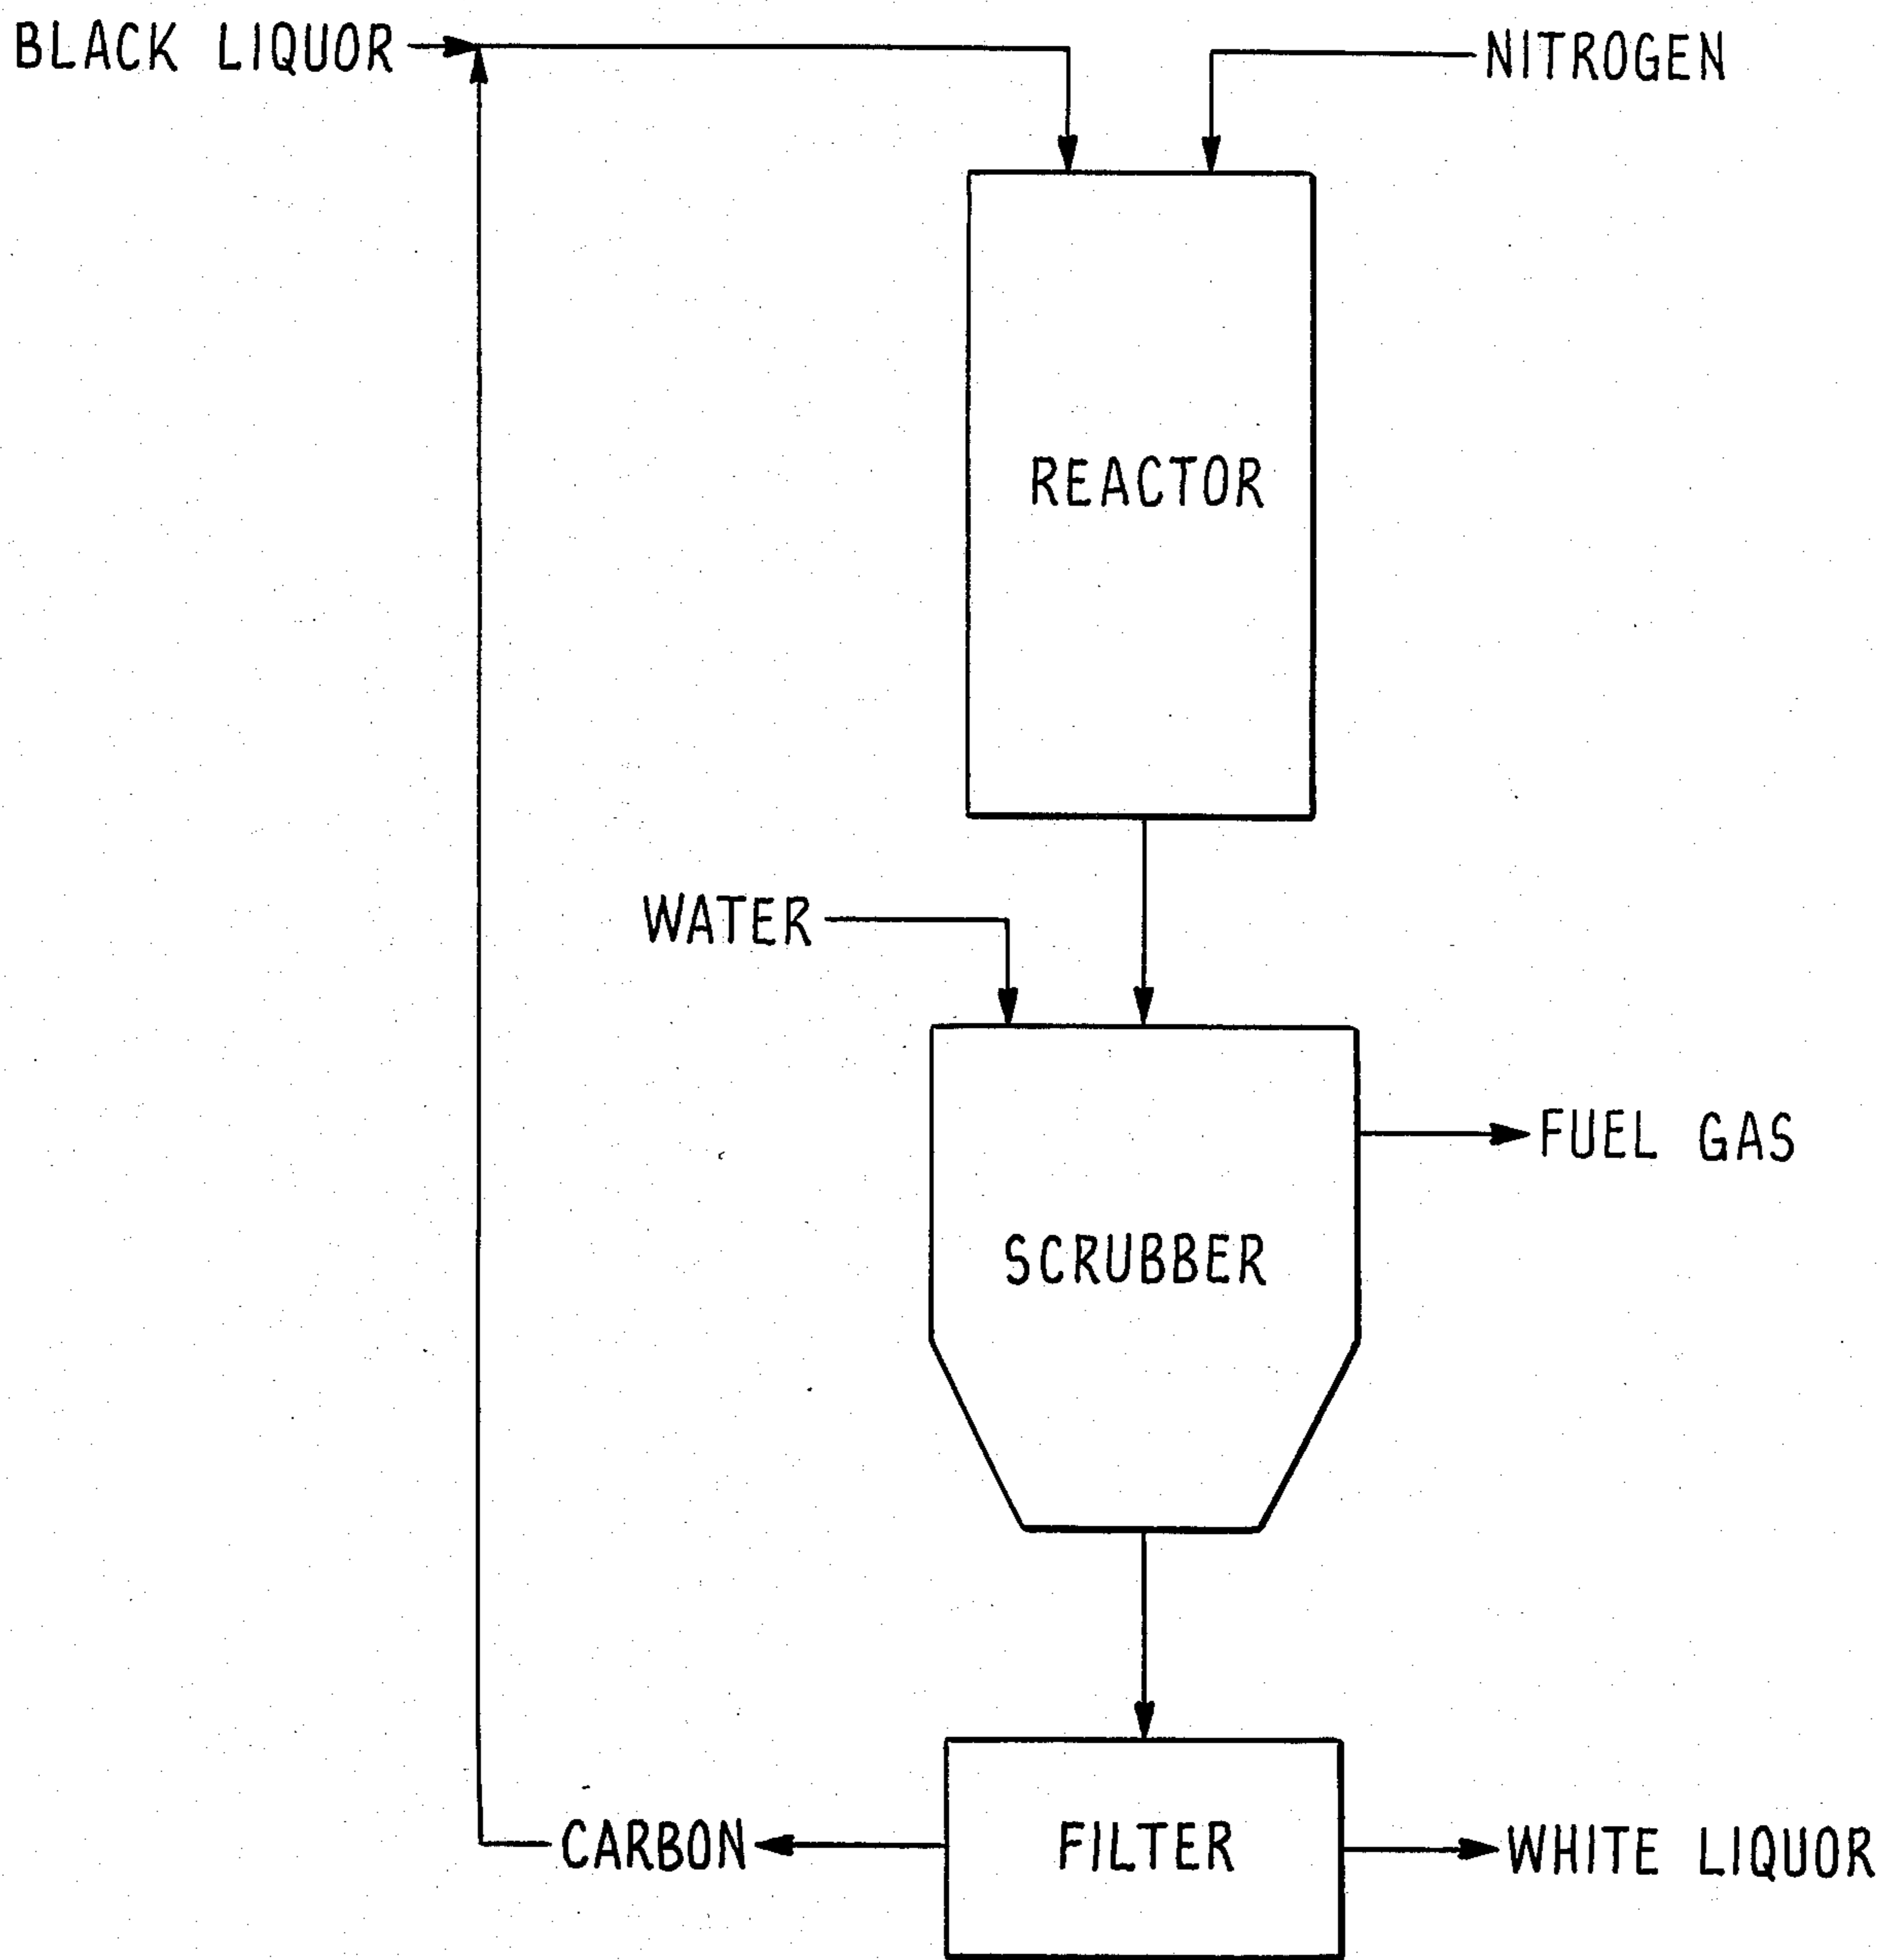 BLACK LIQUOR
NITROGEN
REACTOR
WATER
FUEL GAS
SCRUBBER
CARBON
FILTER
WHITE LIQUOR